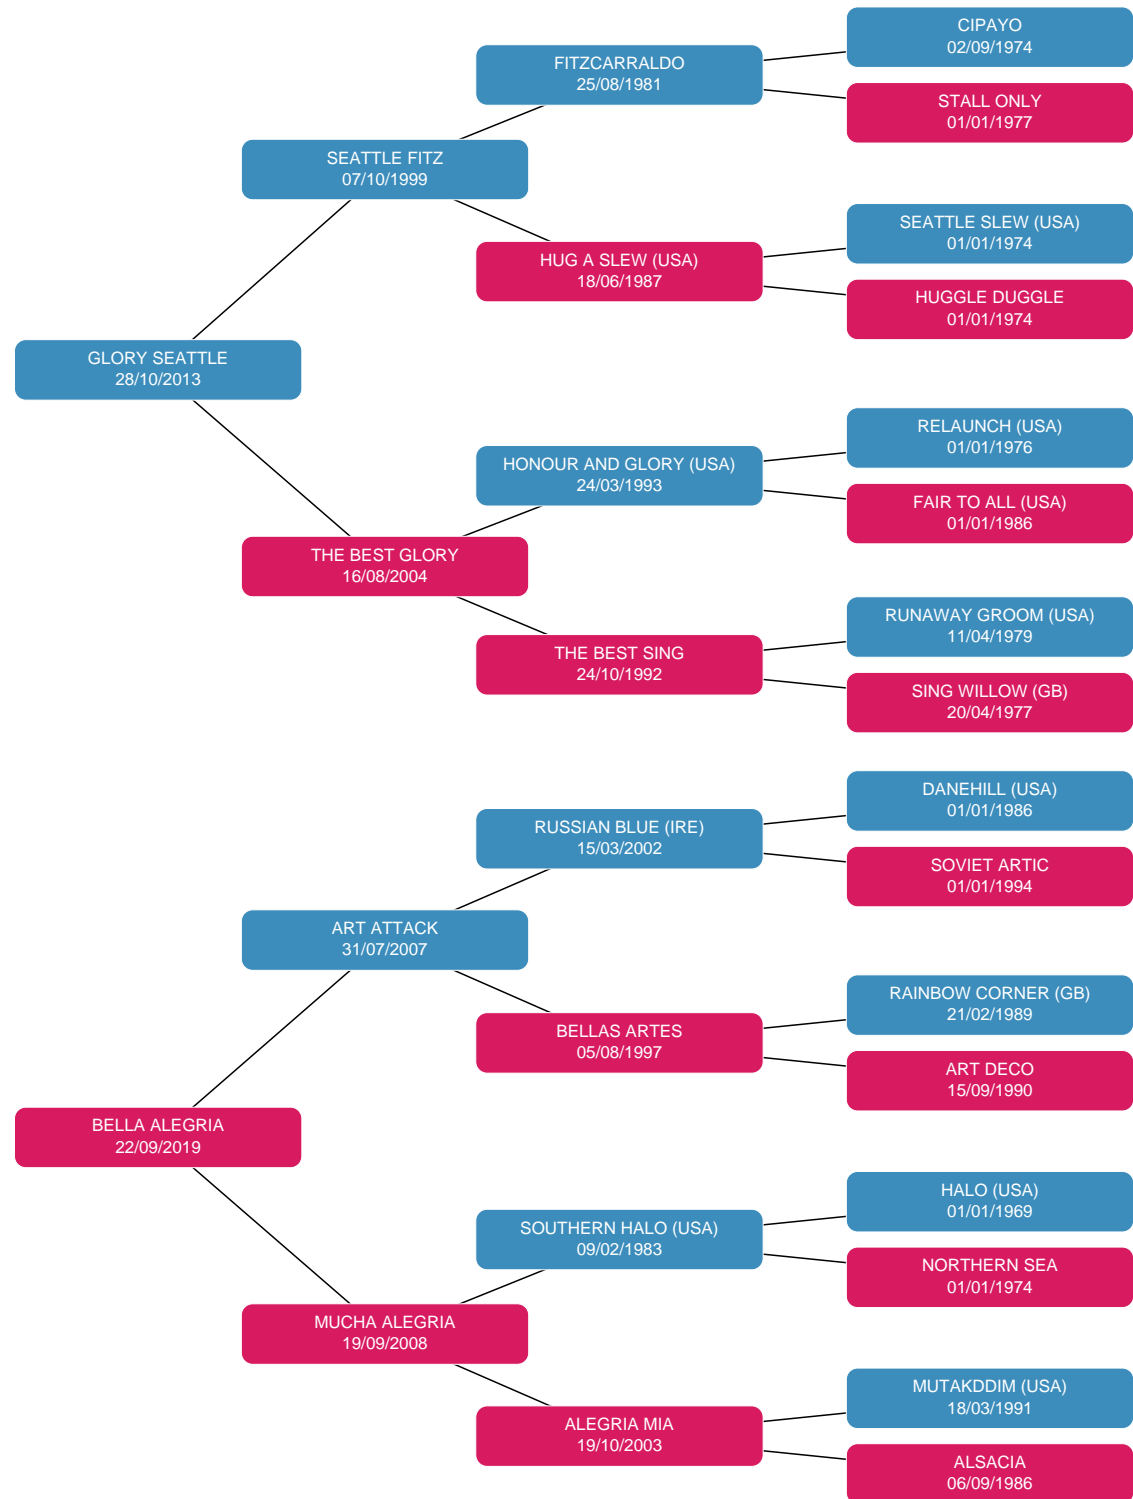 CIPAYO
02/09/1974
FITZCARRALDO
25/08/1981
STALL ONLY
01/01/1977
SEATTLE FITZ
07/10/1999
SEATTLE SLEW (USA)
01/01/1974
HUG A SLEW (USA)
18/06/1987
HUGGLE DUGGLE
01/01/1974
GLORY SEATTLE
28/10/2013
RELAUNCH (USA)
01/01/1976
HONOUR AND GLORY (USA)
24/03/1993
FAIR TO ALL (USA)
01/01/1986
THE BEST GLORY
16/08/2004
RUNAWAY GROOM (USA)
11/04/1979
THE BEST SING
24/10/1992
SING WILLOW (GB)
20/04/1977
DANEHILL (USA)
01/01/1986
RUSSIAN BLUE (IRE)
15/03/2002
SOVIET ARTIC
01/01/1994
ART ATTACK
31/07/2007
RAINBOW CORNER (GB)
21/02/1989
BELLAS ARTES
05/08/1997
ART DECO
15/09/1990
BELLA ALEGRIA
22/09/2019
HALO (USA)
01/01/1969
SOUTHERN HALO (USA)
09/02/1983
NORTHERN SEA
01/01/1974
MUCHA ALEGRIA
19/09/2008
MUTAKDDIM (USA)
18/03/1991
ALEGRIA MIA
19/10/2003
ALSACIA
06/09/1986